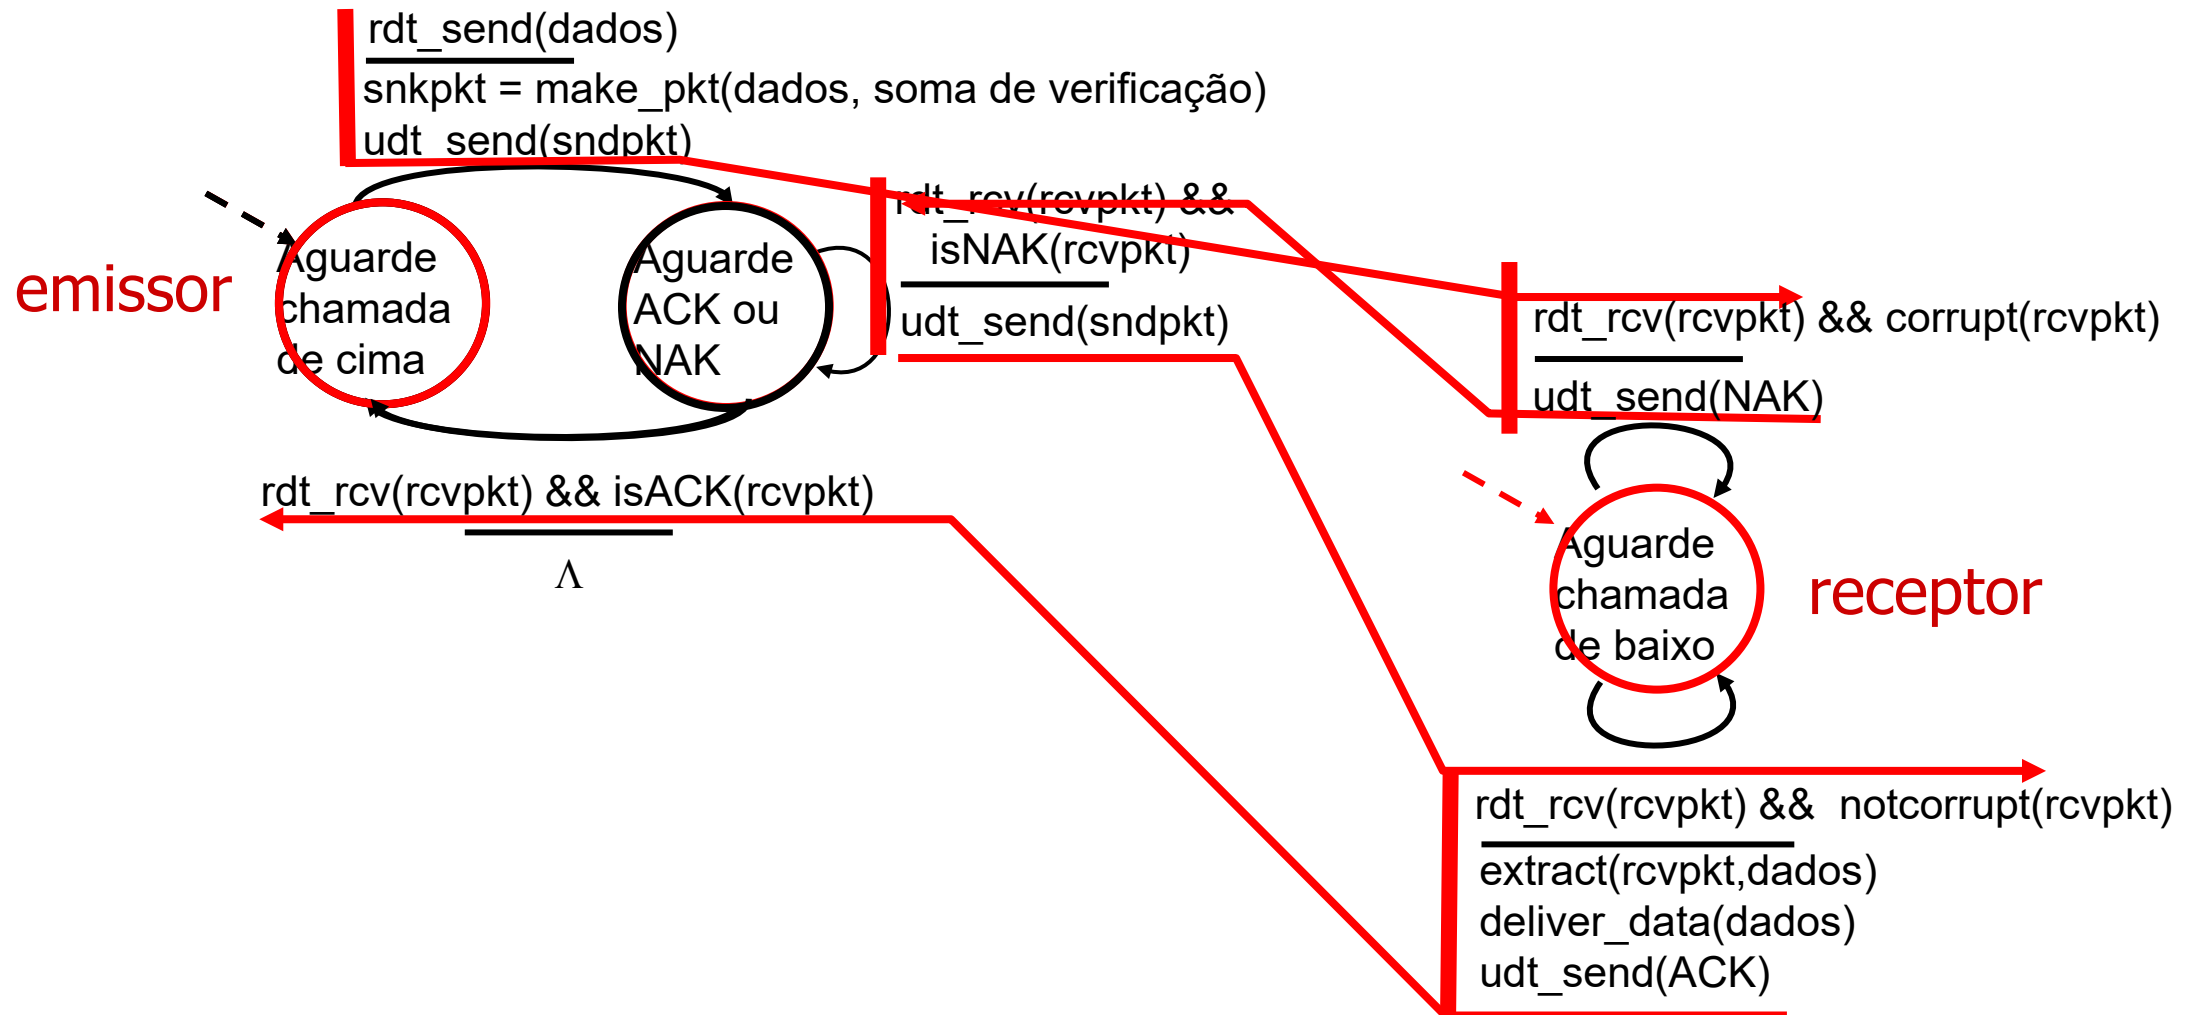 rdt_send(dados)
snkpkt = make_pkt(dados, soma de verificação)
udt_send(sndpkt)
rdt_rcv(rcvpkt) &&
isNAK(rcvpkt)
udt_send(sndpkt)
emissor
Aguarde
chamada
de cima
Aguarde
ACK ou
NAK
rdt_rcv(rcvpkt) && corrupt(rcvpkt)
udt_send(NAK)
rdt_rcv(rcvpkt) && isACK(rcvpkt)
Λ
Aguarde
chamada
de baixo
receptor
rdt_rcv(rcvpkt) && notcorrupt(rcvpkt)
extract(rcvpkt,dados)
deliver_data(dados)
udt_send(ACK)